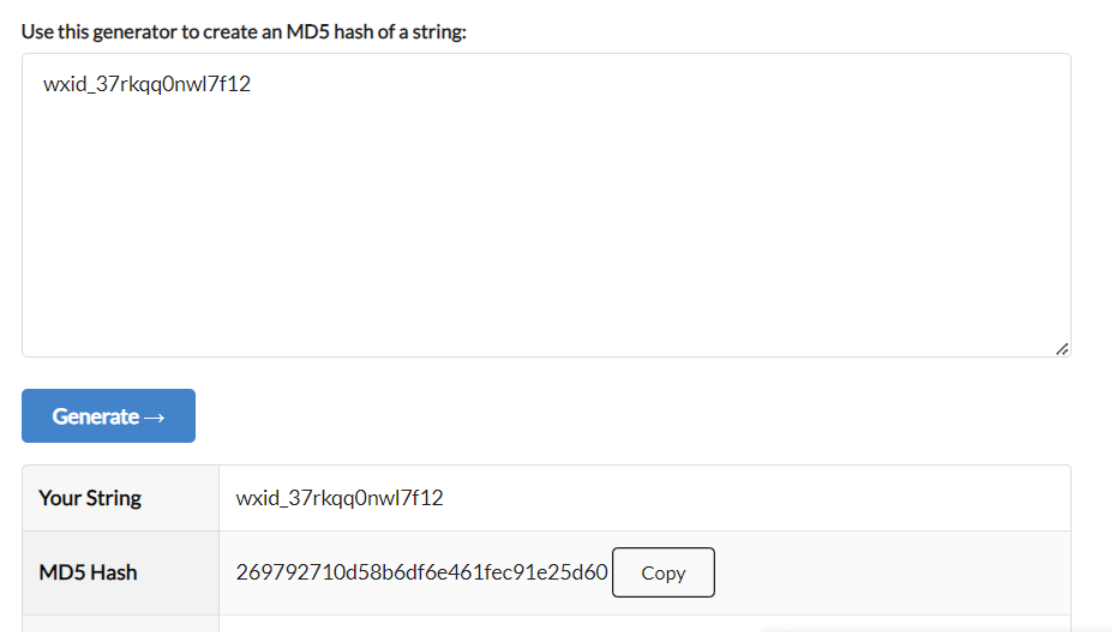 Use this generator to create an MD5 hash of a string:
wxid_37rkqq0nwl7f12
Generate →
Your String wxid_37rkqq0nwl7f12
MD5 Hash 269792710d58b6df6e461fec91e25d60 Copy